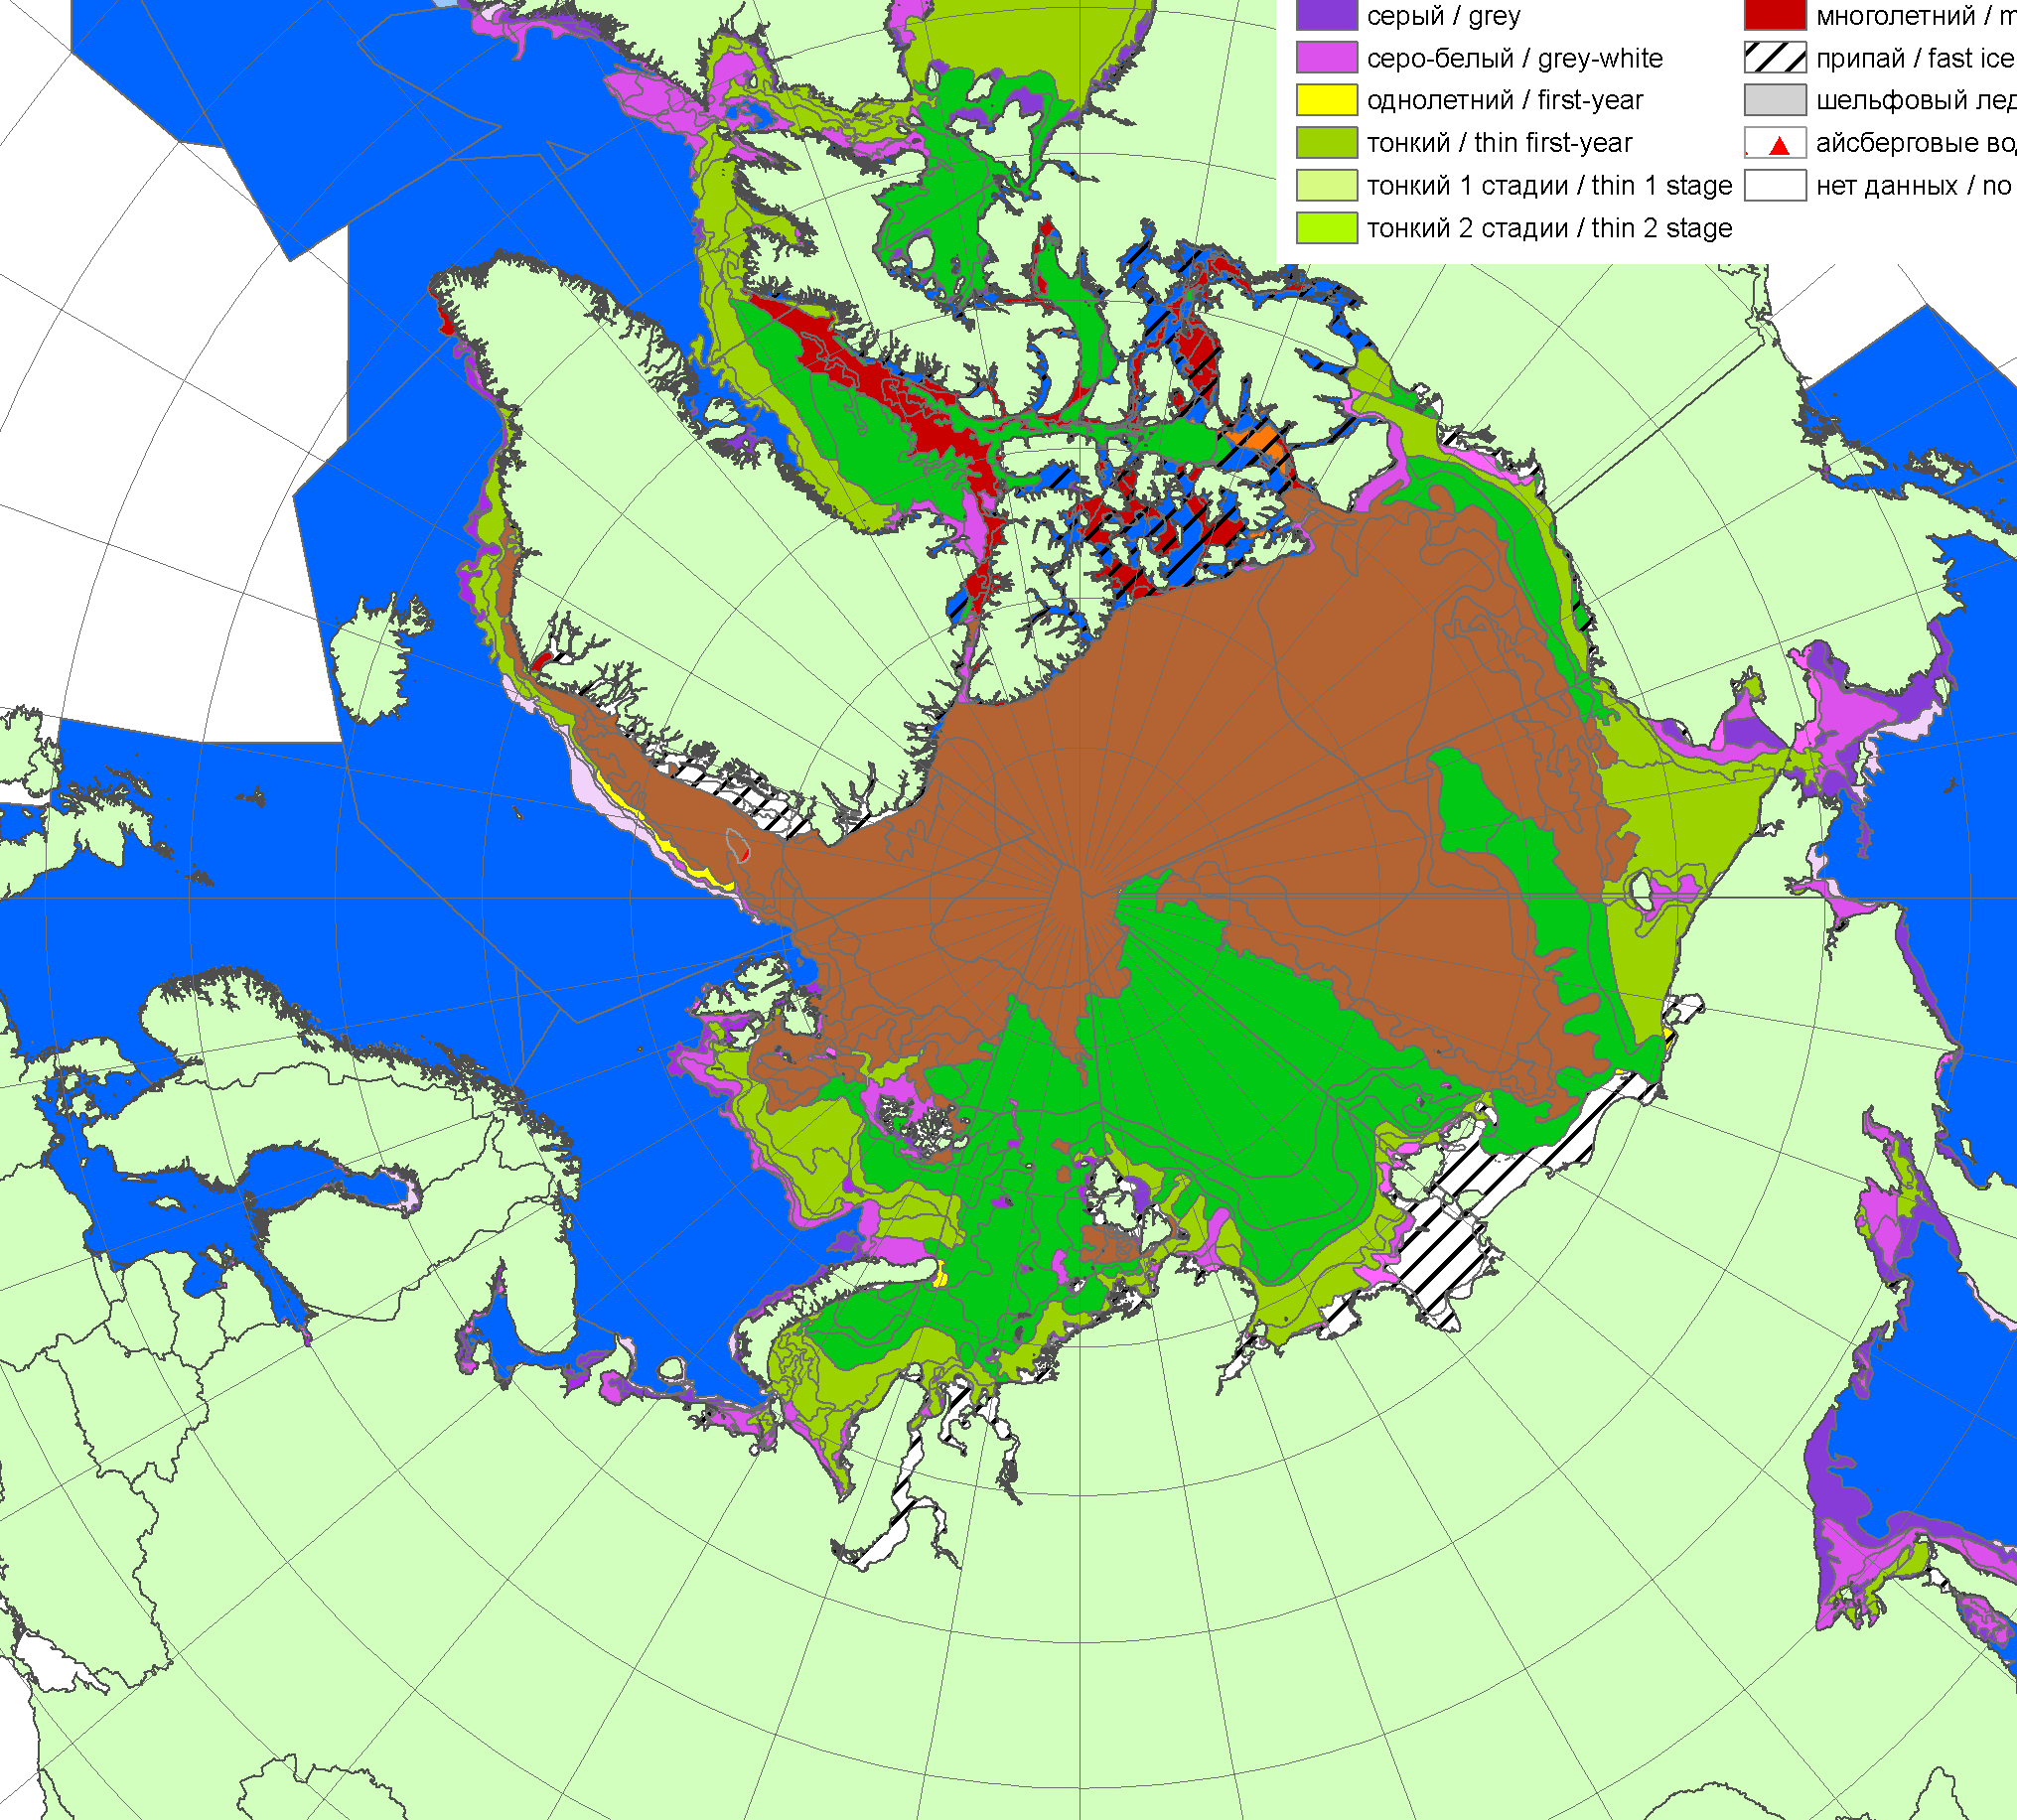 серый / grey
серо-белый / grey-white
однолетний / first-year
тонкий / thin first-year
тонкий 1 стадии / thin 1 stage
тонкий 2 стадии / thin 2 stage
многолетний /
припай / fast ice
шельфовый
айсберговые
нет данных / no